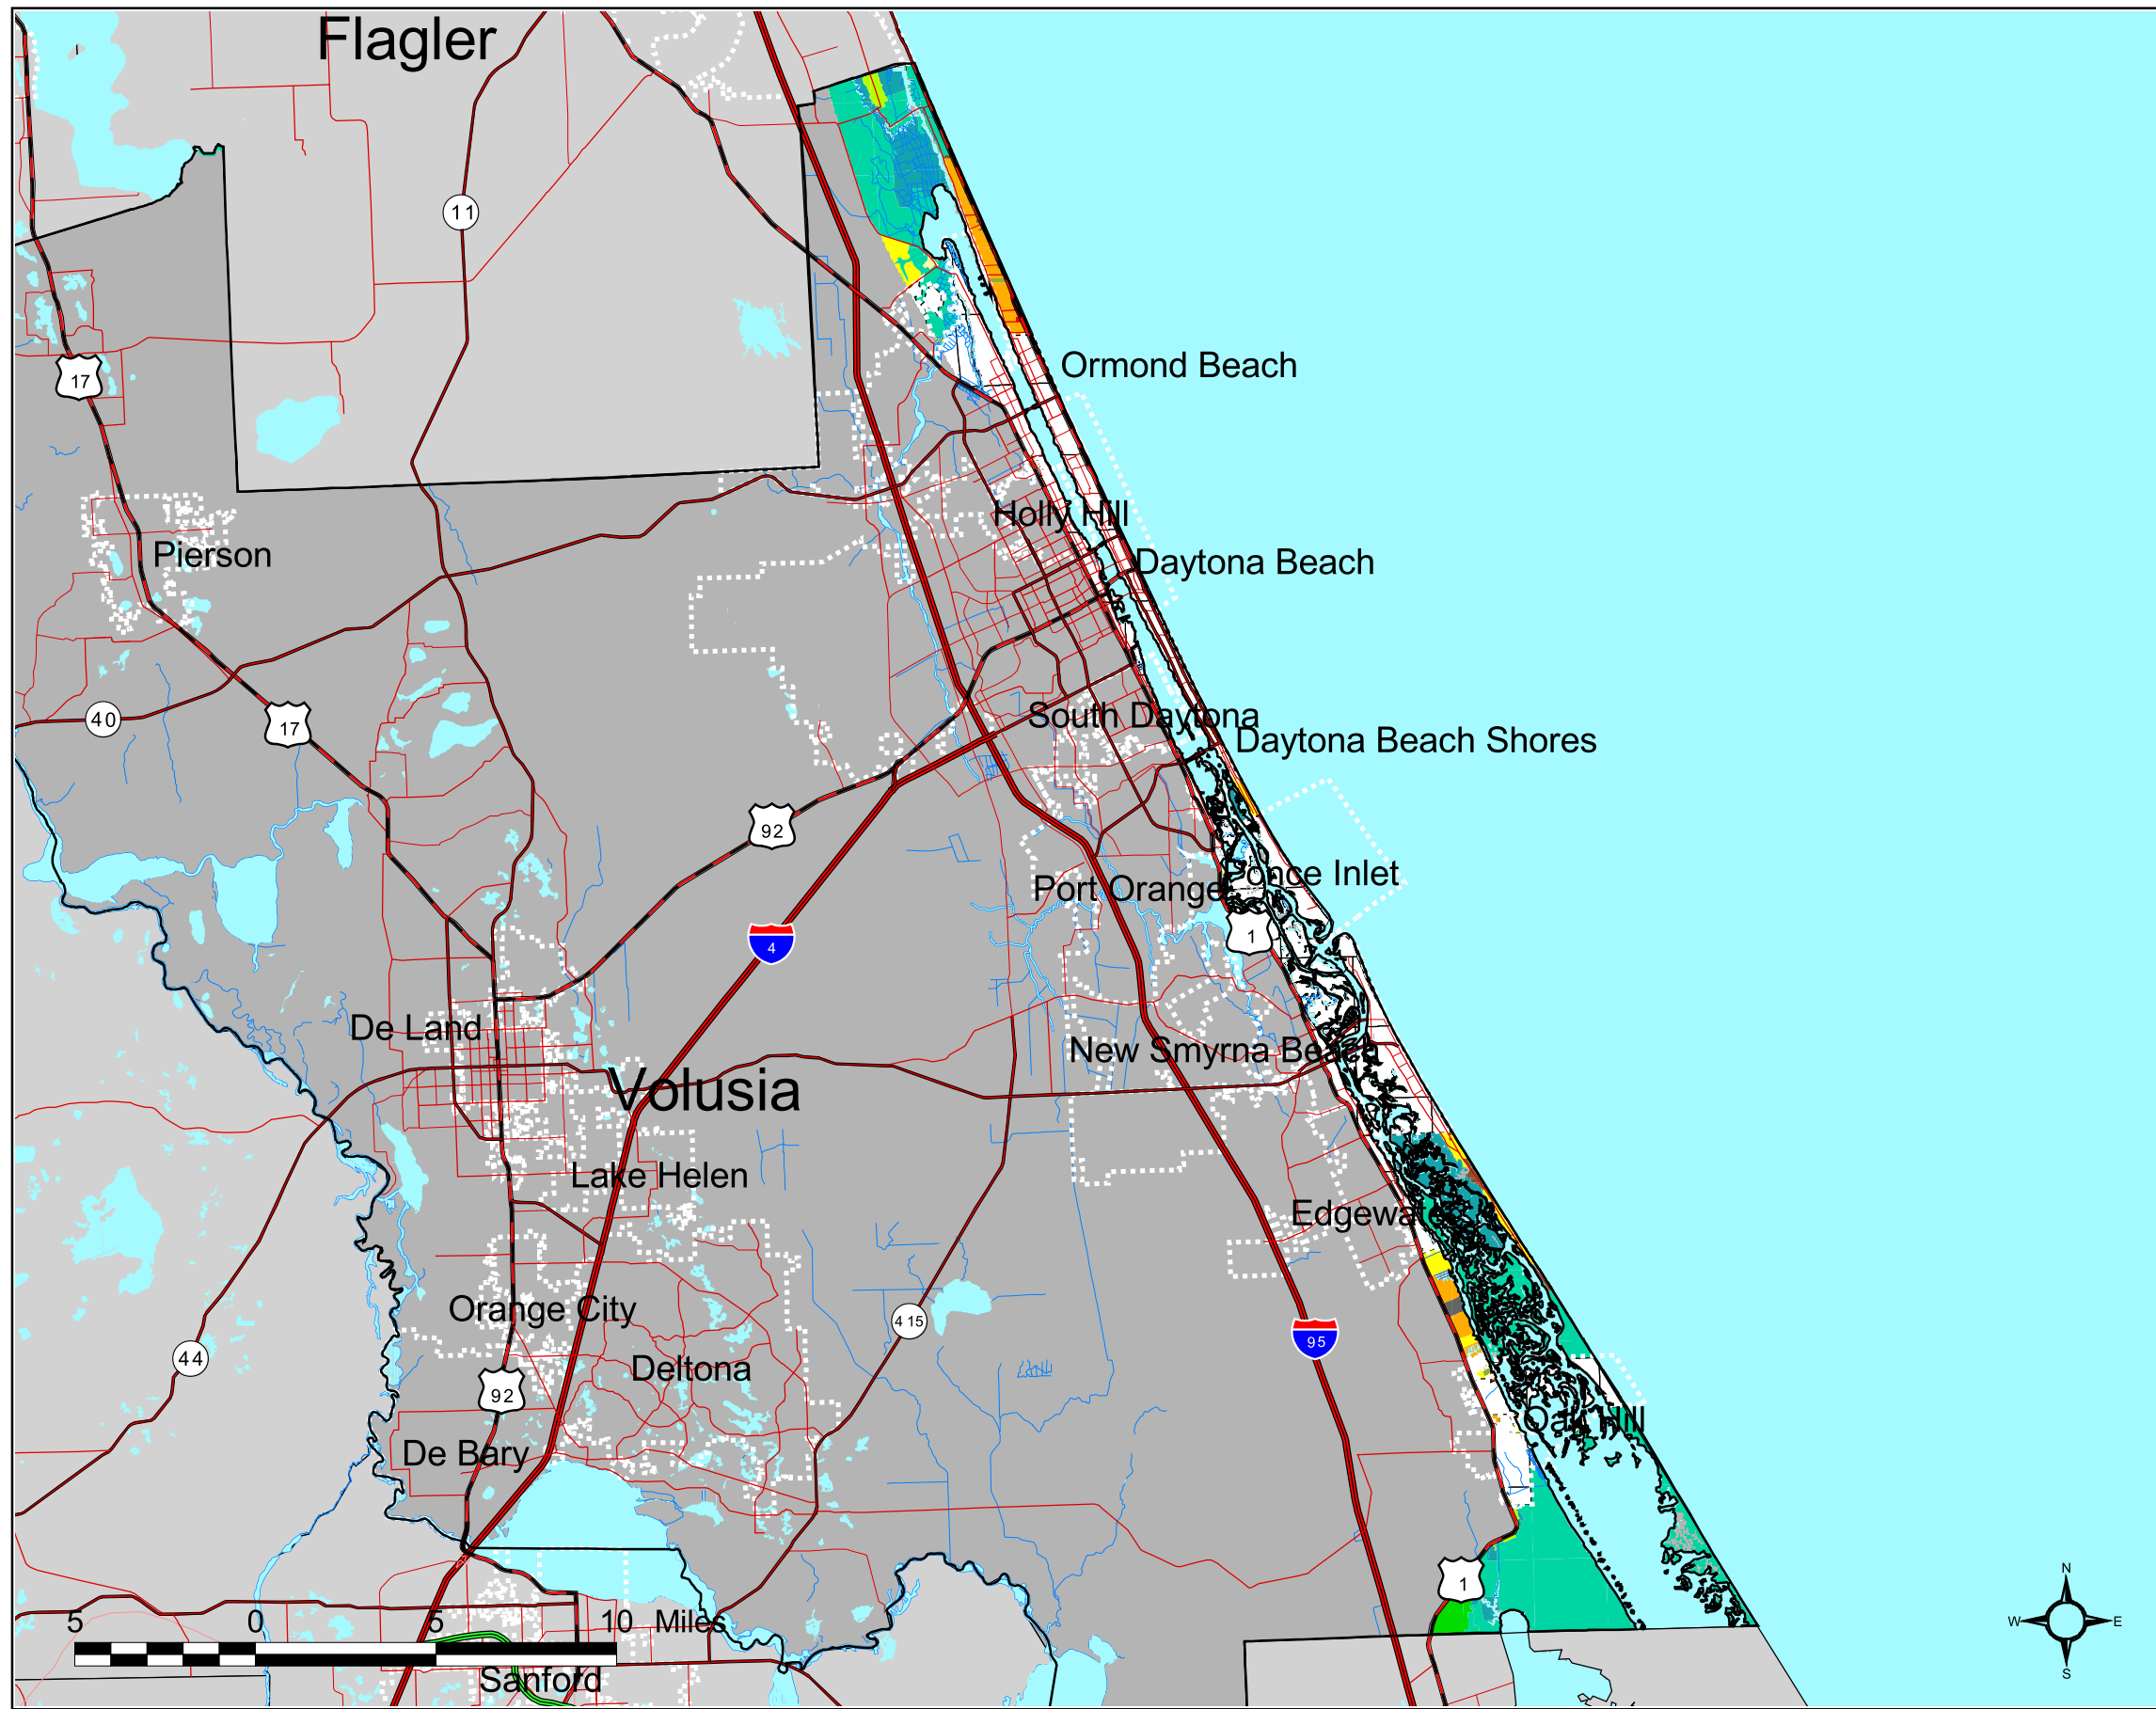 Flagler
11
Ormond Beach
17
Holly Hill
Pierson
Daytona Beach
40
17
South Daytona
Daytona Beach Shores
92
Ponce Inlet
Port Orange
1
4
De Land
New Smyrna Beach
Volusia
Lake Helen
Edgewater
Orange City
415
95
44
Deltona
92
Oak Hill
De Bary
1
N
W E
S
5 0 5 10 Miles
Sanford